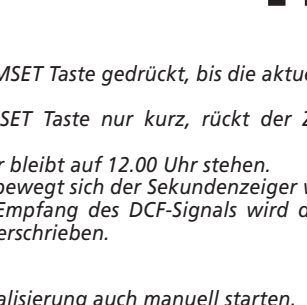 MSET Taste gedrückt, bis die aktu
SET Taste nur kurz, rückt der Z
r bleibt auf 12.00 Uhr stehen.
bewegt sich der Sekundenzeiger v
Empfang des DCF-Signals wird d
erschrieben.
alisierung auch manuell starten.